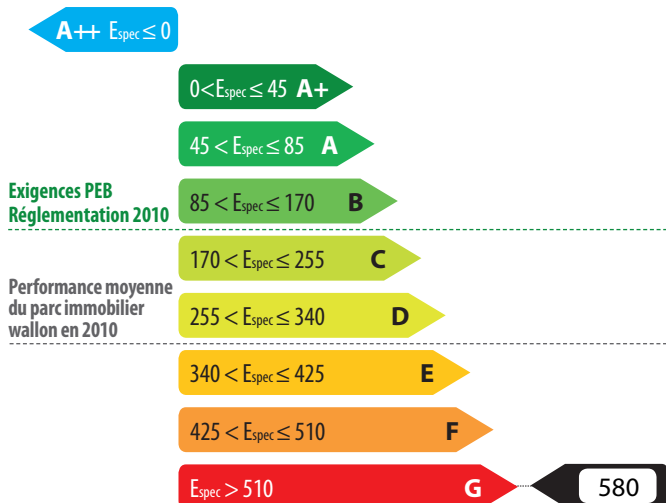 A++ Espec ≤ 0
0<Espec ≤ 45 A+
45 < Espec ≤ 85 A
Exigences PEB
Réglementation 2010
85 < Espec ≤ 170 B
170 < Espec ≤ 255 C
Performance moyenne
du parc immobilier
wallon en 2010
255 < Espec ≤ 340 D
340 < Espec ≤ 425 E
425 < Espec ≤ 510 F
Espec > 510 G
580